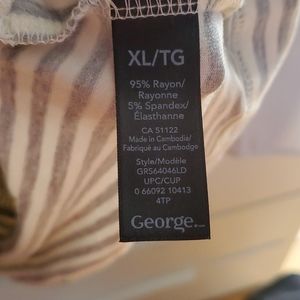 XL/TG
95% Rayon/
Rayonne
5% Spandex/
Élasthanne
CA 51122
Made in Cambodia/
Fabriqué au Cambodge
Style/Modèle
GRS64046LD
UPC/CUP
0 66092 10413
4TP
George.